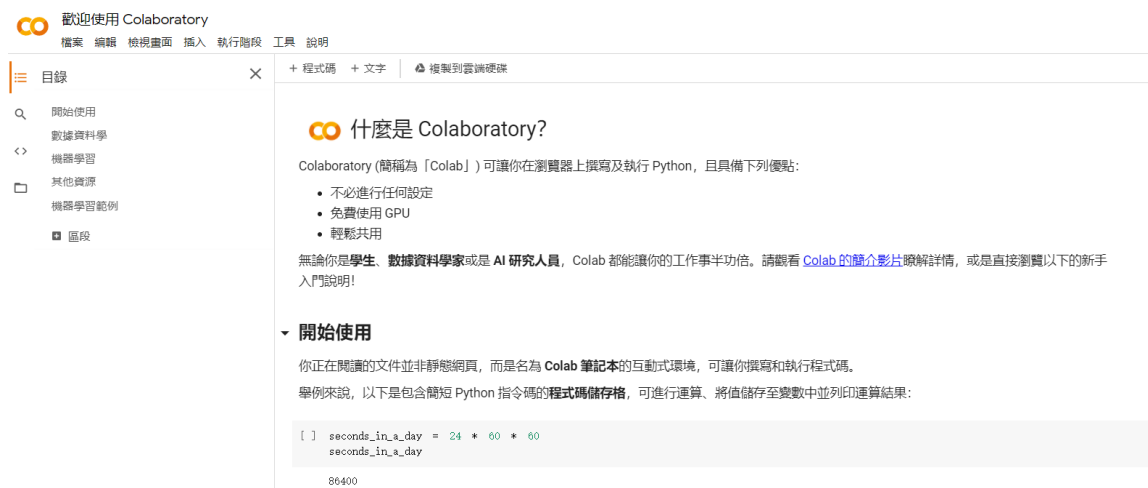 歡迎使用 Colaboratory
檔案 編輯 檢視畫面 插入 執行階段 工具 說明
目錄
+ 程式碼 + 文字 複製到雲端硬碟
開始使用
數據資料學
機器學習
其他資源
機器學習範例
區段
什麼是 Colaboratory?
Colaboratory (簡稱為「Colab」) 可讓你在瀏覽器上撰寫及執行 Python，且具備下列優點：
• 不必進行任何設定
• 免費使用 GPU
• 輕鬆共用
無論你是學生、數據資料學家或是 AI 研究人員，Colab 都能讓你的工作事半功倍。請觀看 Colab 的簡介影片瞭解詳情，或是直接瀏覽以下的新手
入門說明！
開始使用
你正在閱讀的文件並非靜態網頁，而是名為 Colab 筆記本的互動式環境，可讓你撰寫和執行程式碼。
舉例來說，以下是包含簡短 Python 指令碼的程式碼儲存格，可進行運算、將值儲存至變數中並列印運算結果：
[ ] seconds_in_a_day = 24 * 60 * 60
seconds_in_a_day
86400